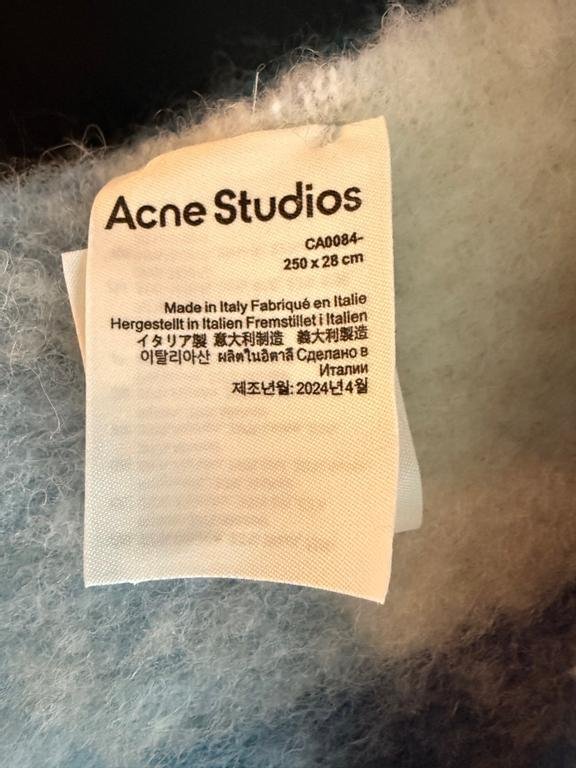 Acne Studios
CA0084-
250 x 28 cm
Made in Italy Fabriqué en Italie
Hergestellt in Italien Fremstillet i Italien
イタリア製 意大利制造 義大利製造
이탈리아산 ผลิตในอิตาลี Сделано в
Италии
제조년월: 2024년4월